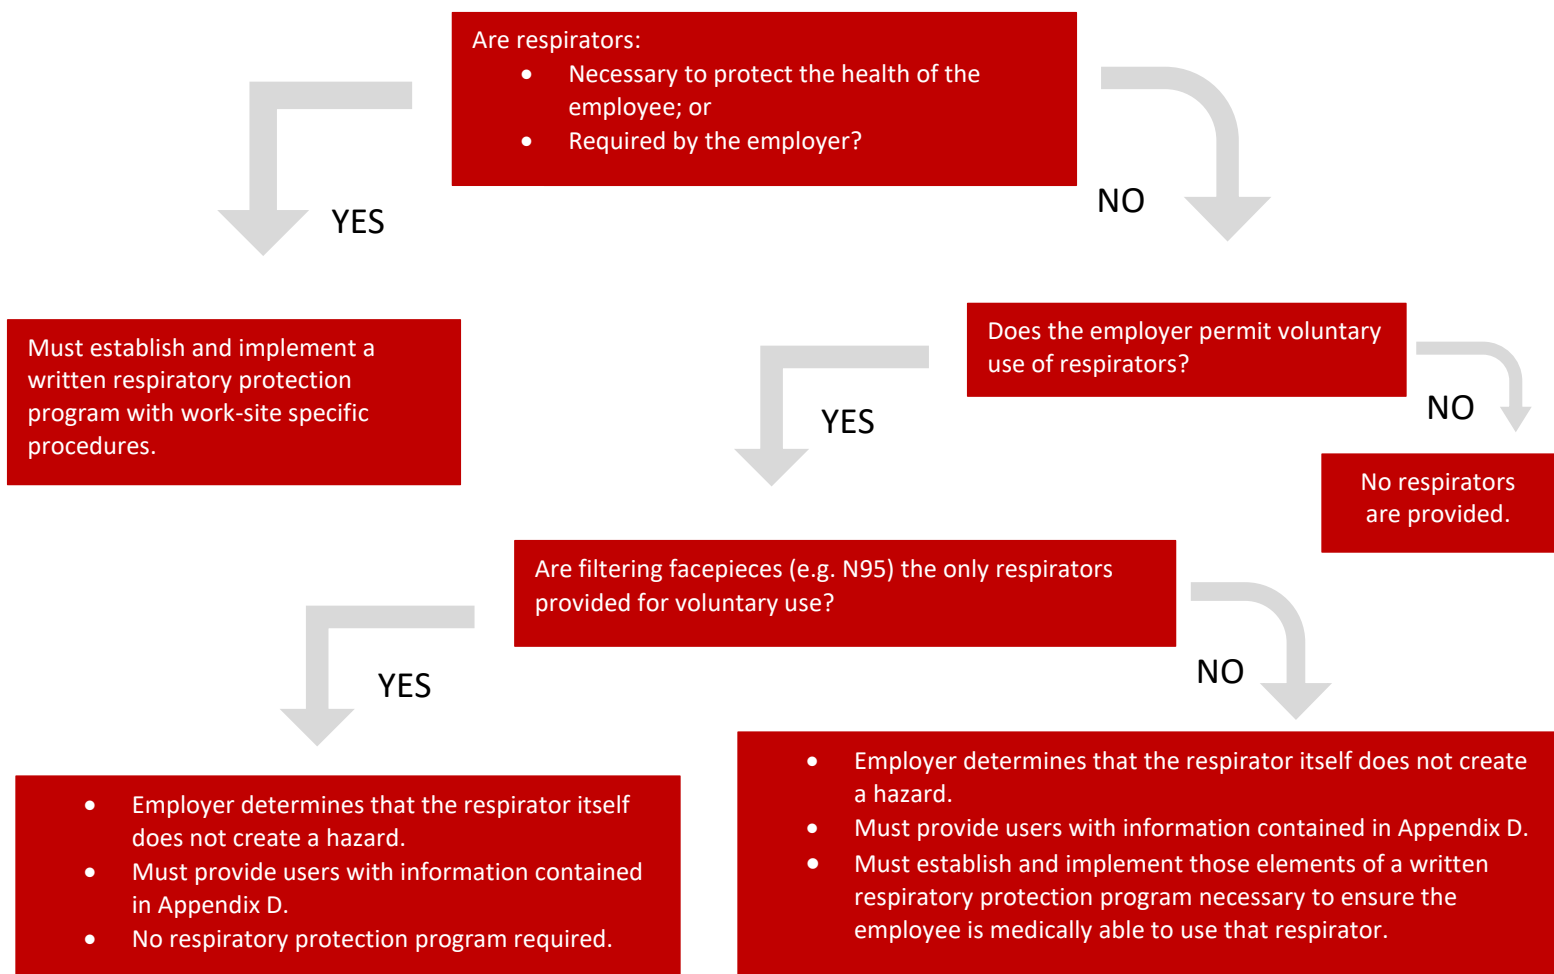 Are respirators:
• Necessary to protect the health of the
employee; or
• Required by the employer?
YES
NO
Must establish and implement a
written respiratory protection
program with work-site specific
procedures.
Does the employer permit voluntary
use of respirators?
YES
NO
No respirators
are provided.
Are filtering facepieces (e.g. N95) the only respirators
provided for voluntary use?
YES
NO
• Employer determines that the respirator itself
does not create a hazard.
• Must provide users with information contained
in Appendix D.
• No respiratory protection program required.
• Employer determines that the respirator itself does not create
a hazard.
• Must provide users with information contained in Appendix D.
• Must establish and implement those elements of a written
respiratory protection program necessary to ensure the
employee is medically able to use that respirator.